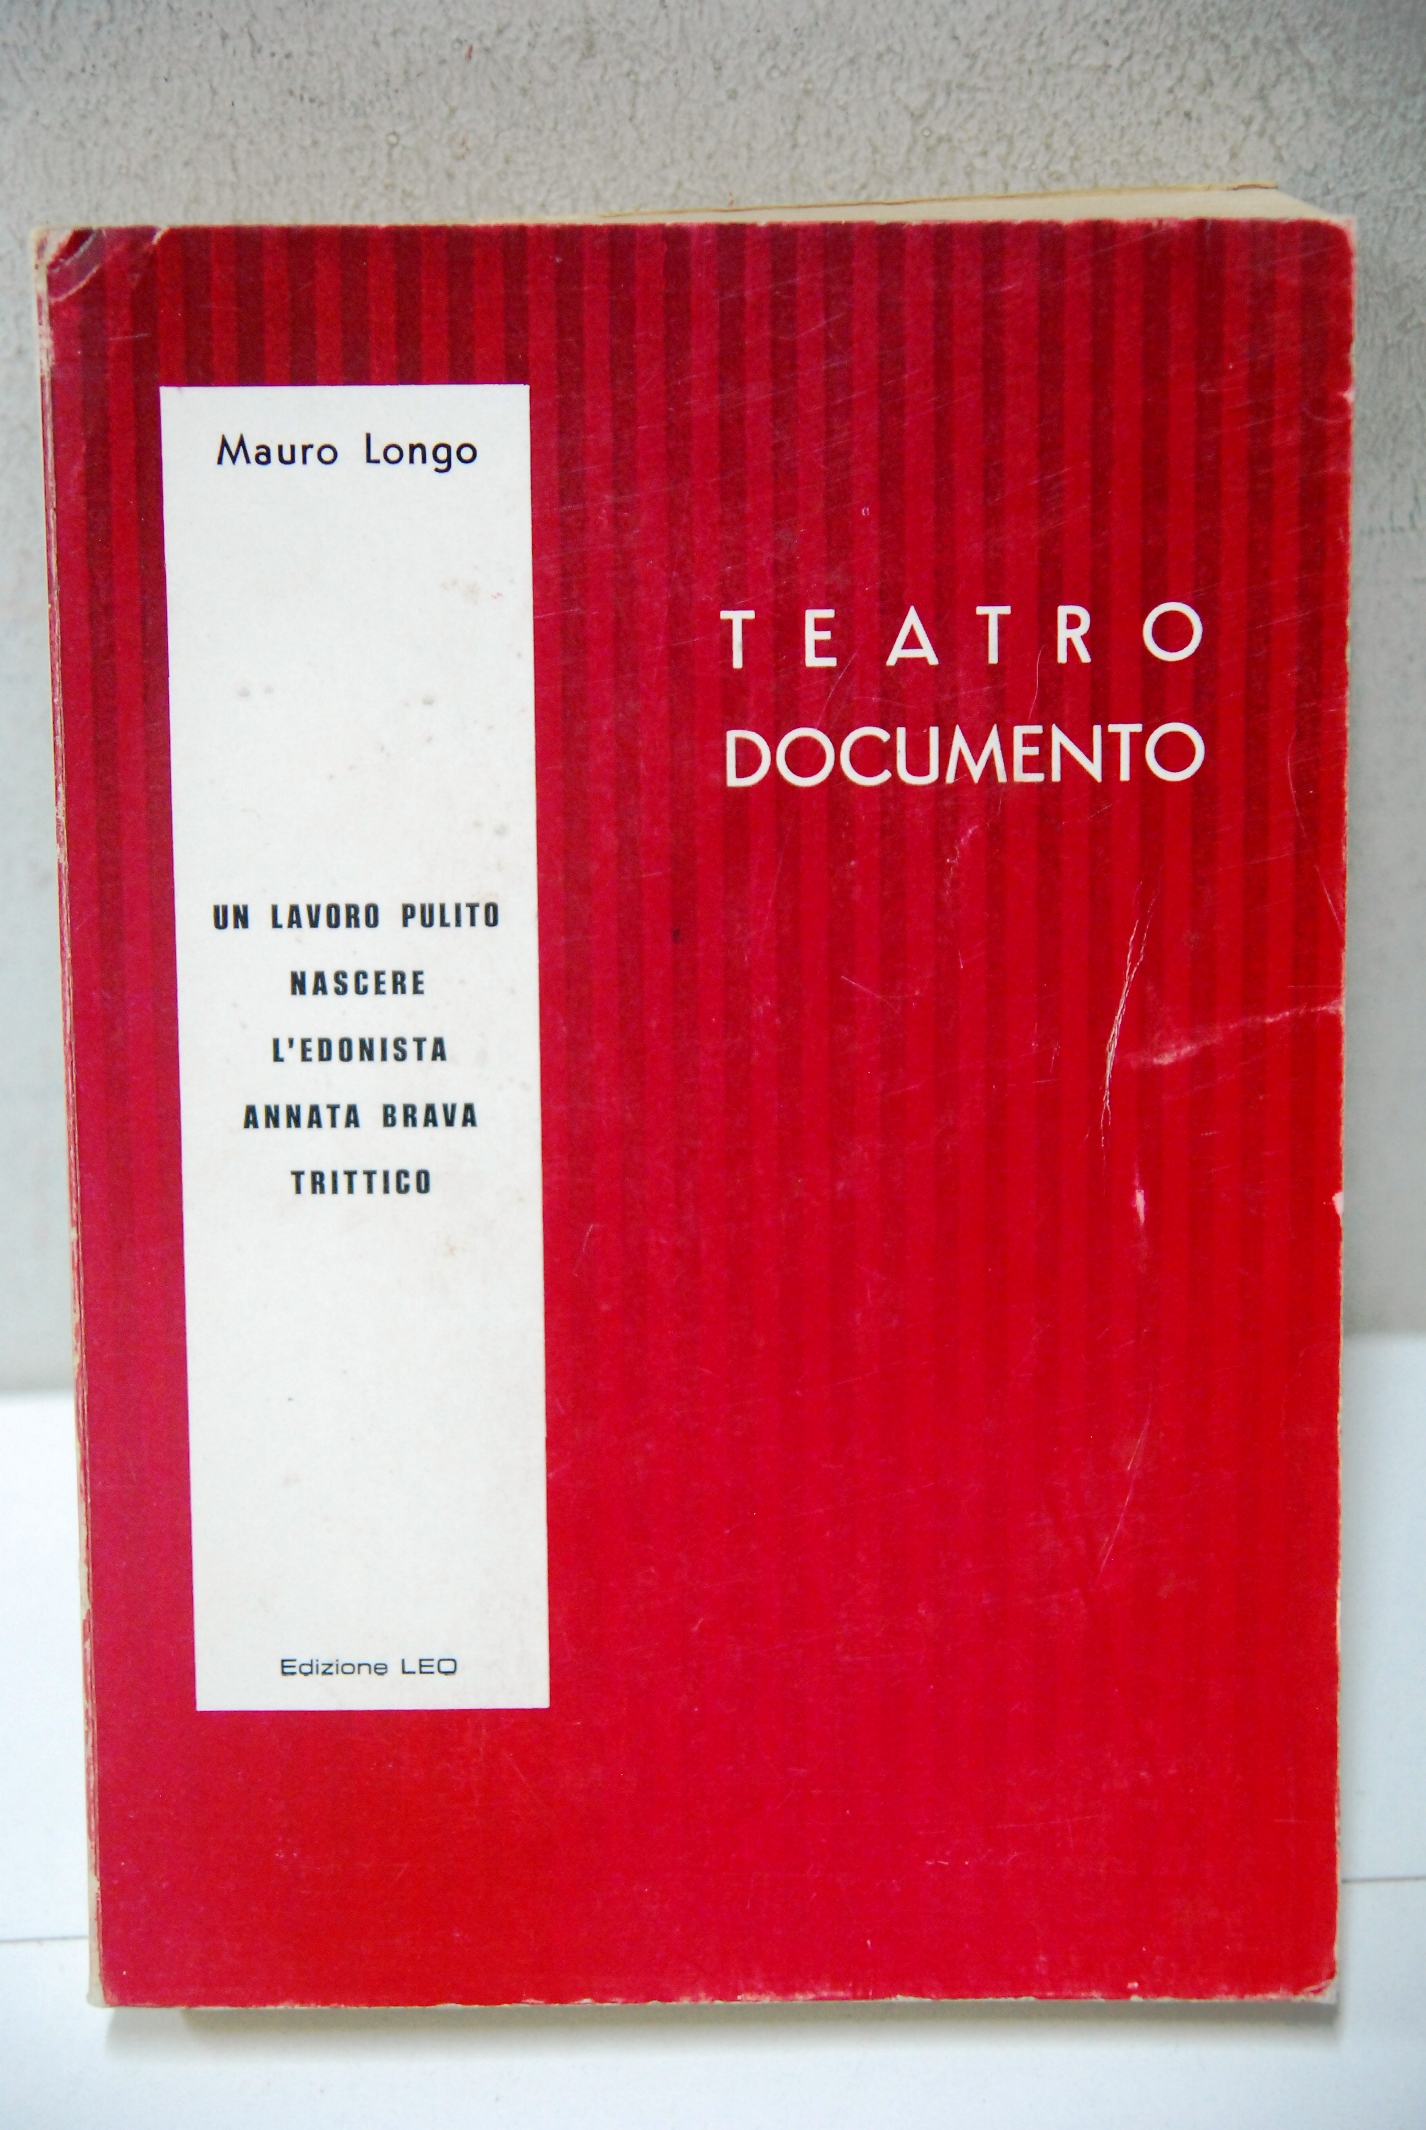 Mauro Longo
TEATRO
DOCUMENTO
UN LAVORO PULITO
NASCERE
L'EDONISTA
ANNATA BRAVA
TRITTICO
Edizione LEO